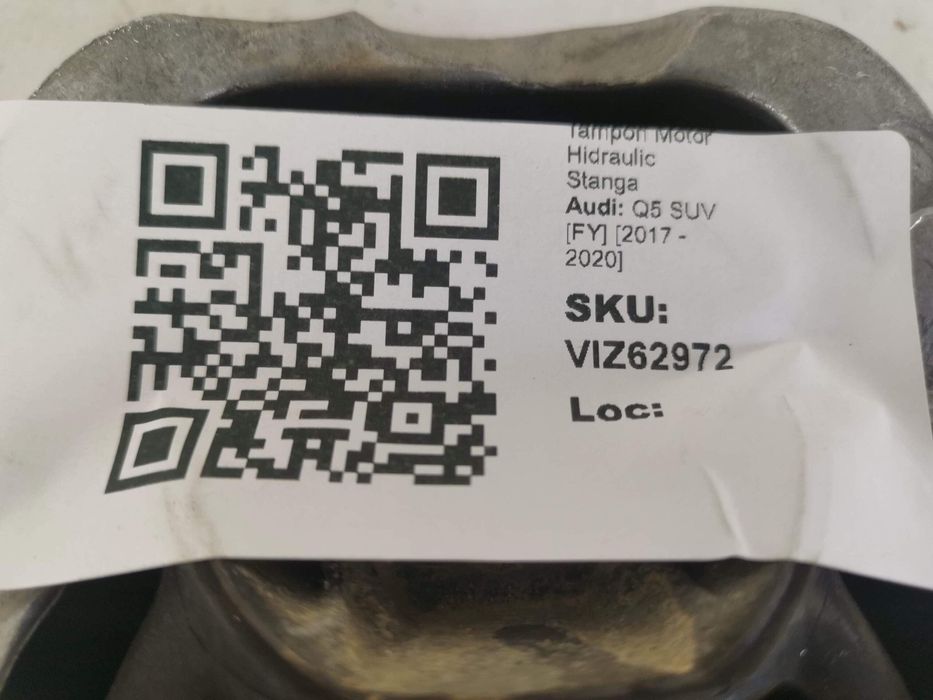 Tampon Motor
Hidraulic
Stanga
Audi: Q5 SUV
[FY] [2017 -
2020]
SKU:
VIZ62972
Loc: